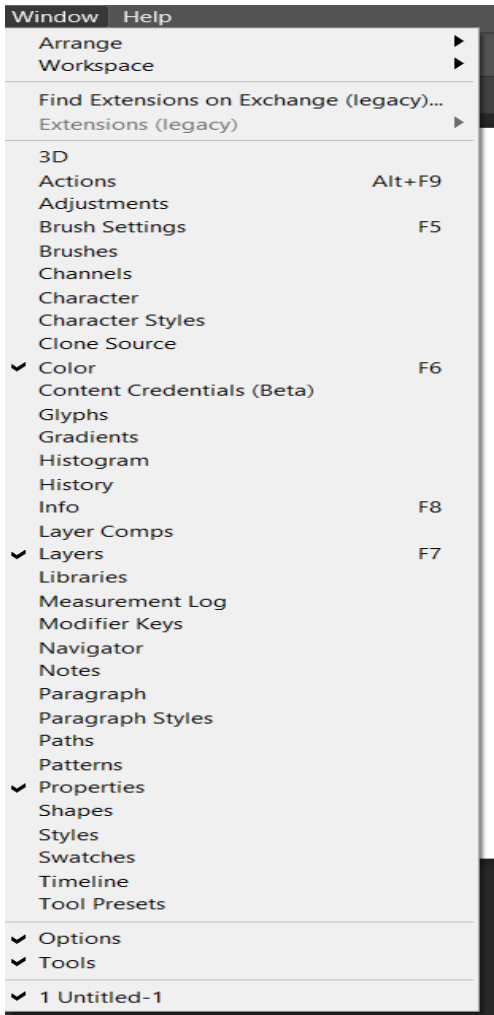 Window Help
Arrange
Workspace
Find Extensions on Exchange (legacy)...
Extensions (legacy)
3D
Actions Alt+F9
Adjustments
Brush Settings F5
Brushes
Channels
Character
Character Styles
Clone Source
Color F6
Content Credentials (Beta)
Glyphs
Gradients
Histogram
History
Info F8
Layer Comps
Layers F7
Libraries
Measurement Log
Modifier Keys
Navigator
Notes
Paragraph
Paragraph Styles
Paths
Patterns
Properties
Shapes
Styles
Swatches
Timeline
Tool Presets
Options
Tools
1 Untitled-1